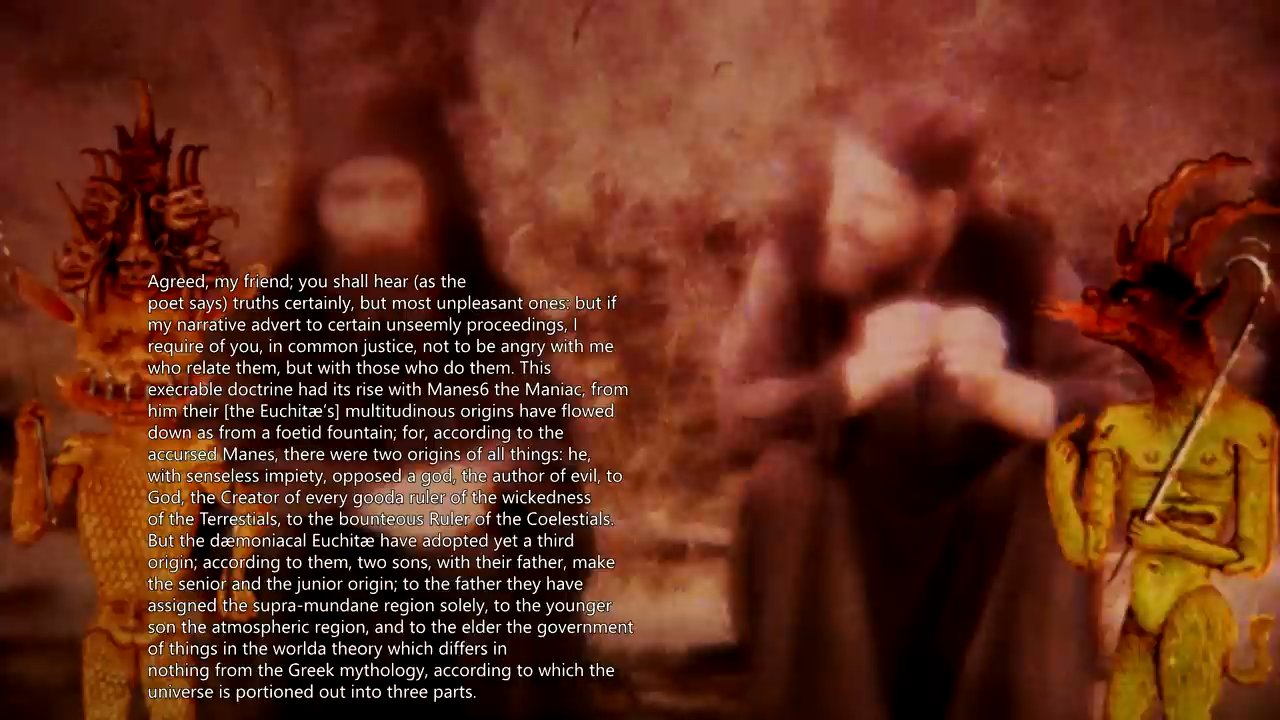 Agreed, my friend; you shall hear (as the
poet says) truths certainly, but most unpleasant ones: but if
my narrative advert to certain unseemly proceedings, I
require of you, in common justice, not to be angry with me
who relate them, but with those who do them. This
execrable doctrine had its rise with Manes6 the Maniac, from
him their [the Euchitæ's] multitudinous origins have flowed
down as from a foetid fountain; for, according to the
accursed Manes, there were two origins of all things: he,
with senseless impiety, opposed a god, the author of evil, to
God, the Creator of every gooda ruler of the wickedness
of the Terrestials, to the bounteous Ruler of the Coelestials.
But the dæmoniacal Euchitæ have adopted yet a third
origin; according to them, two sons, with their father, make
the senior and the junior origin; to the father they have
assigned the supra-mundane region solely, to the younger
son the atmospheric region, and to the elder the government
of things in the worlda theory which differs in
nothing from the Greek mythology, according to which the
universe is portioned out into three parts.